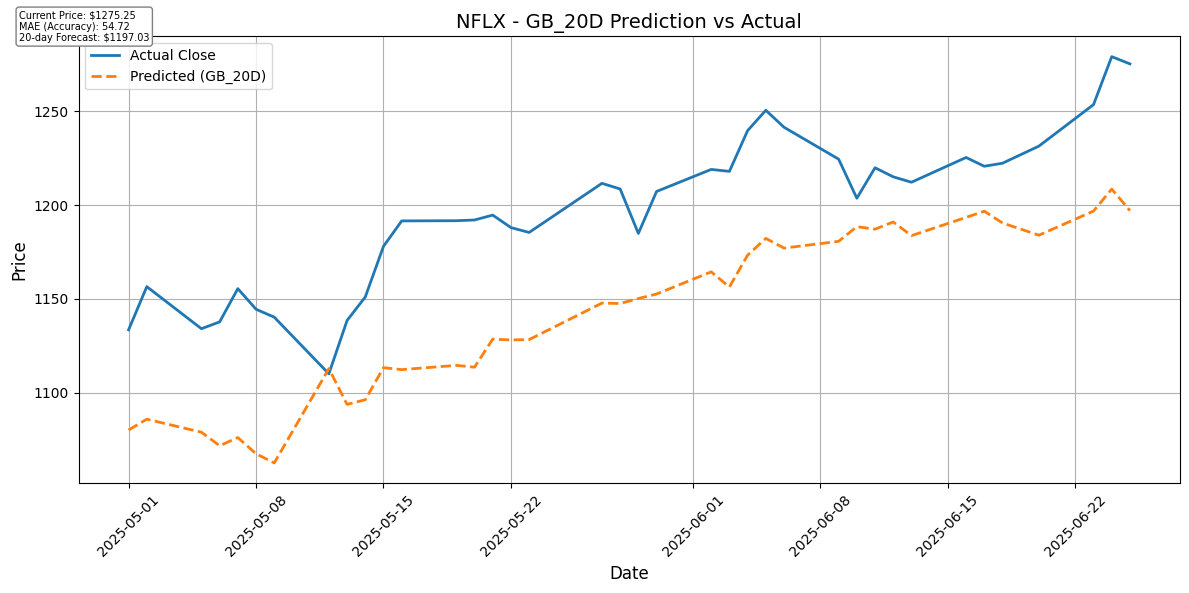 NFLX - GB_20D Prediction vs Actual
Current Price: $1275.25
MAE (Accuracy): 54.72
20-day Forecast: $1197.03
Actual Close
Predicted (GB_20D)
Price
1250
1200
1150
1100
2025-05-01
2025-05-08
2025-05-15
2025-05-22
2025-06-01
2025-06-08
2025-06-15
2025-06-22
Date